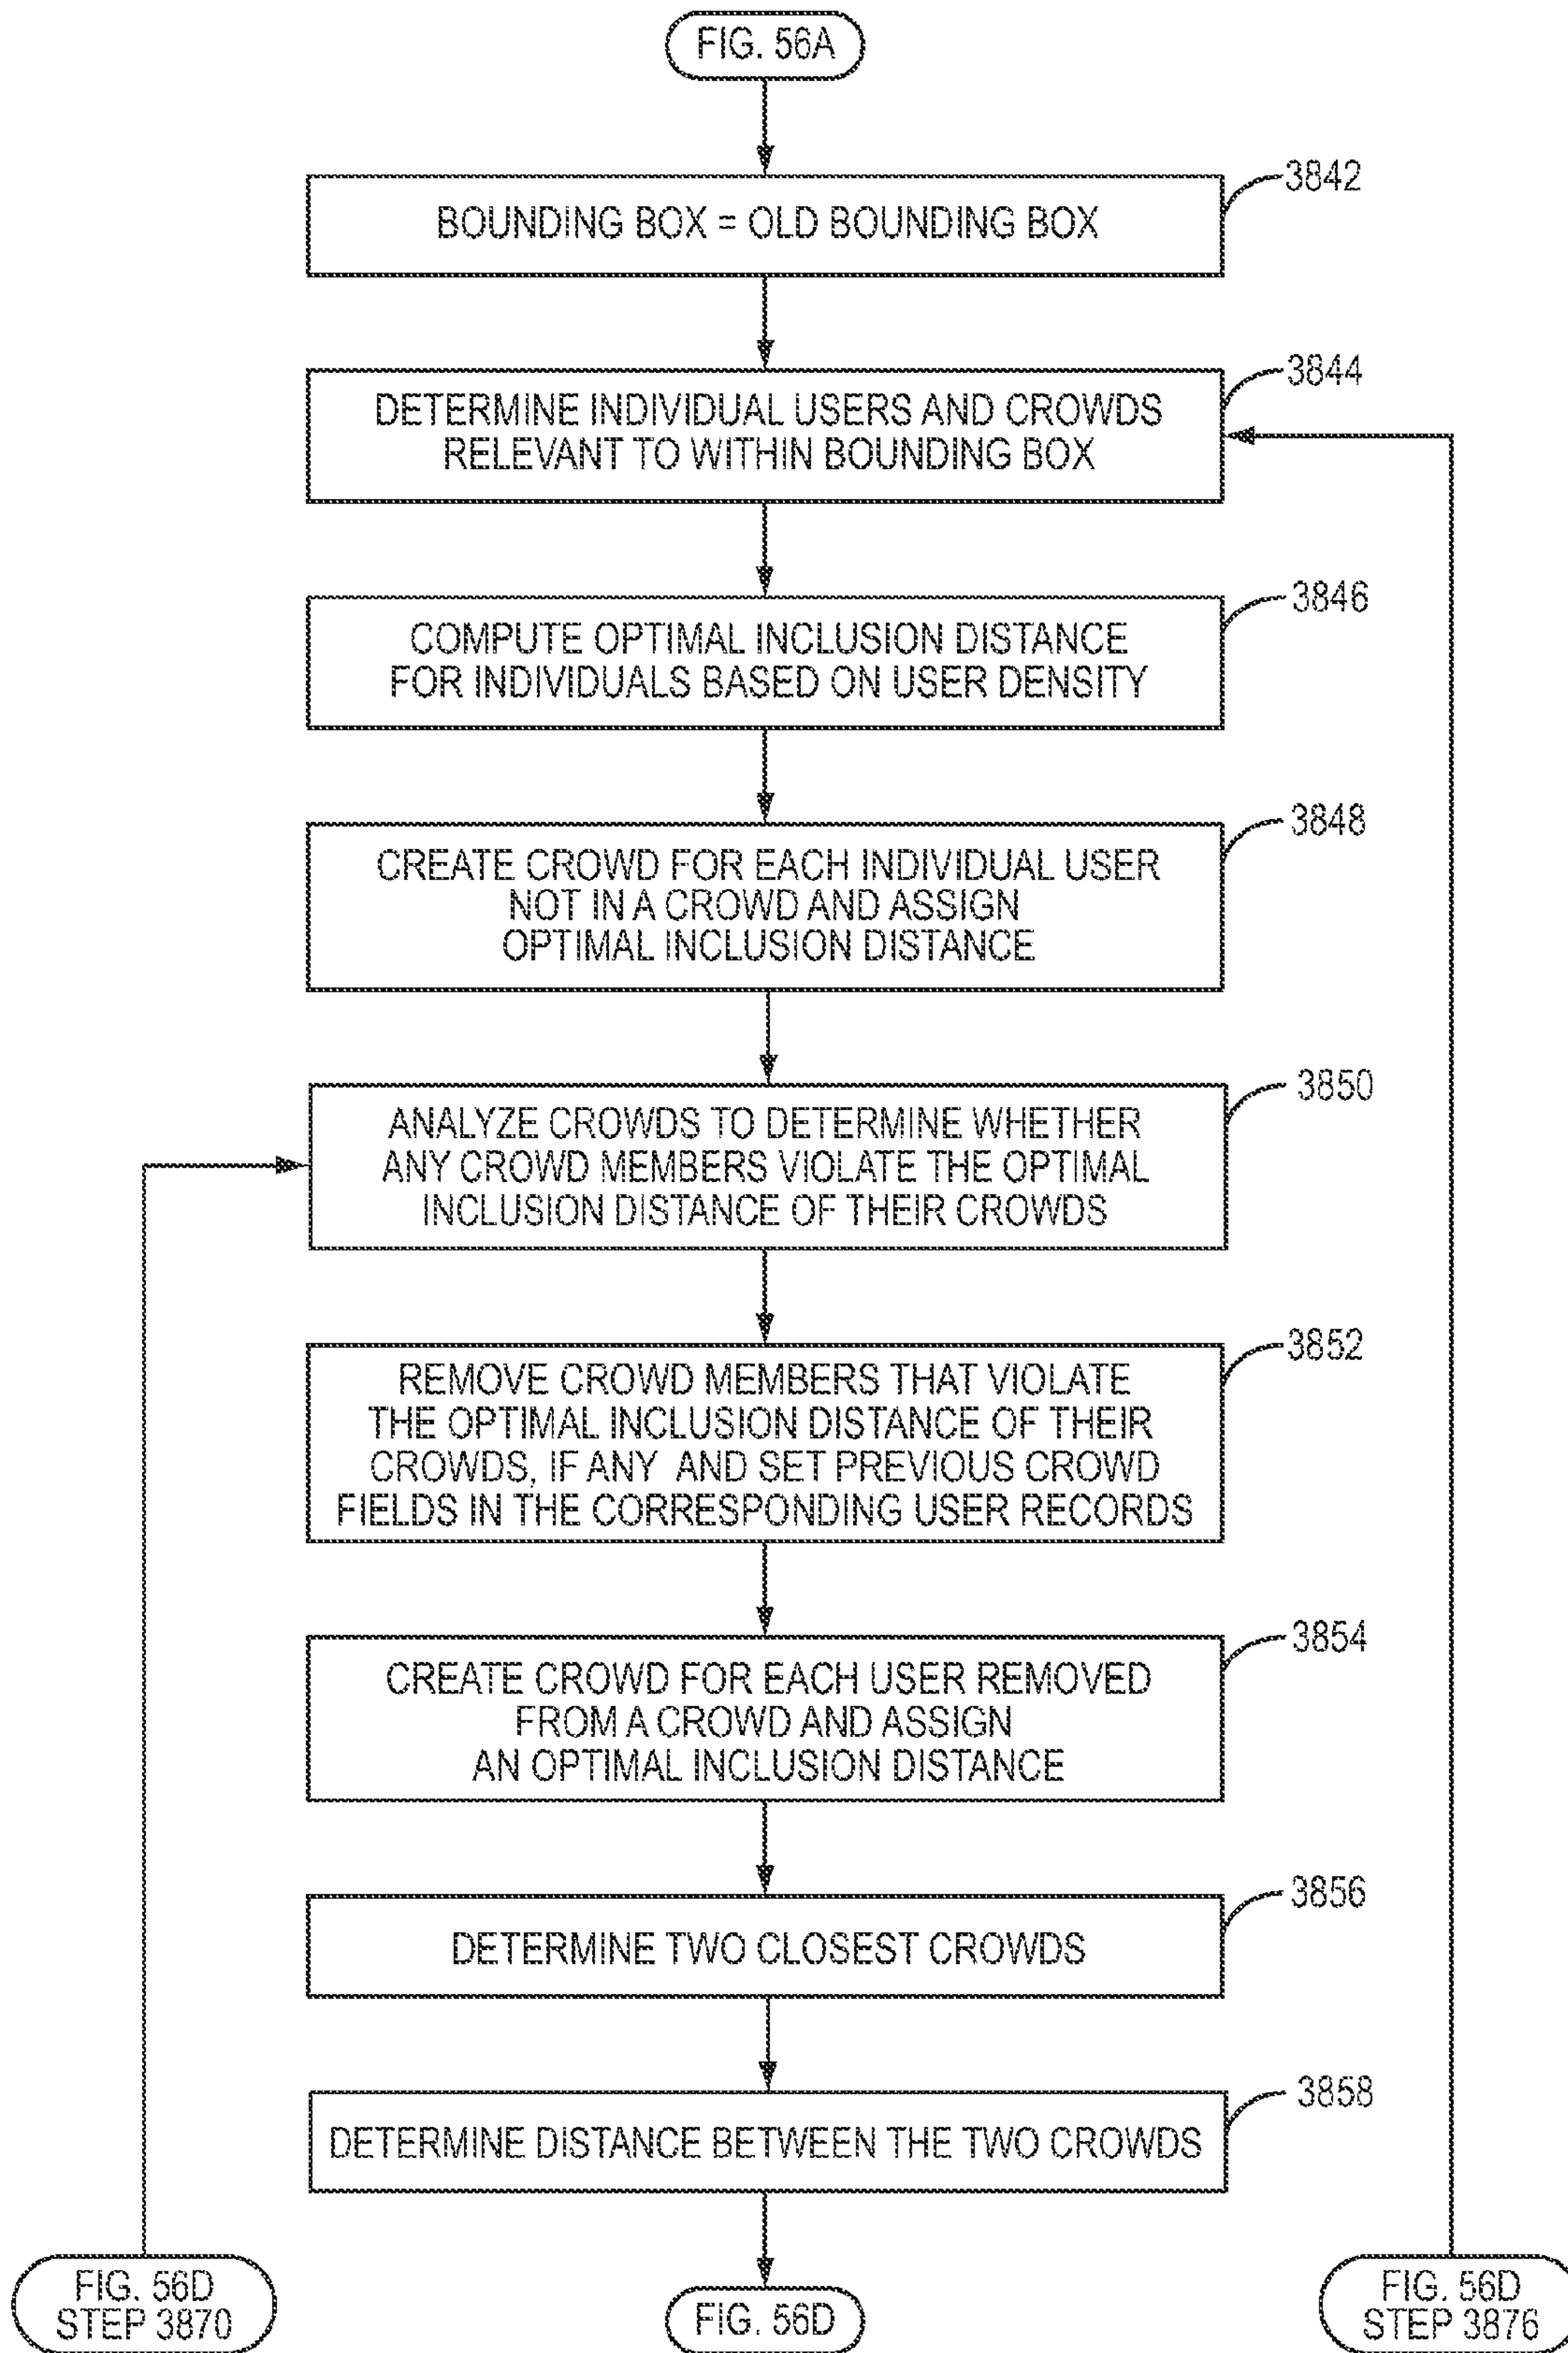 FIG. 56A
3842
BOUNDING BOX = OLD BOUNDING BOX
3844
DETERMINE INDIVIDUAL USERS AND CROWDS
RELEVANT TO WITHIN BOUNDING BOX
3846
COMPUTE OPTIMAL INCLUSION DISTANCE
FOR INDIVIDUALS BASED ON USER DENSITY
3848
CREATE CROWD FOR EACH INDIVIDUAL USER
NOT IN A CROWD AND ASSIGN
OPTIMAL INCLUSION DISTANCE
3850
ANALYZE CROWDS TO DETERMINE WHETHER
ANY CROWD MEMBERS VIOLATE THE OPTIMAL
INCLUSION DISTANCE OF THEIR CROWDS
3852
REMOVE CROWD MEMBERS THAT VIOLATE
THE OPTIMAL INCLUSION DISTANCE OF THEIR
CROWDS, IF ANY AND SET PREVIOUS CROWD
FIELDS IN THE CORRESPONDING USER RECORDS
3854
CREATE CROWD FOR EACH USER REMOVED
FROM A CROWD AND ASSIGN
AN OPTIMAL INCLUSION DISTANCE
3856
DETERMINE TWO CLOSEST CROWDS
3858
DETERMINE DISTANCE BETWEEN THE TWO CROWDS
FIG. 56D
STEP 3870
FIG. 56D
FIG. 56D
STEP 3876